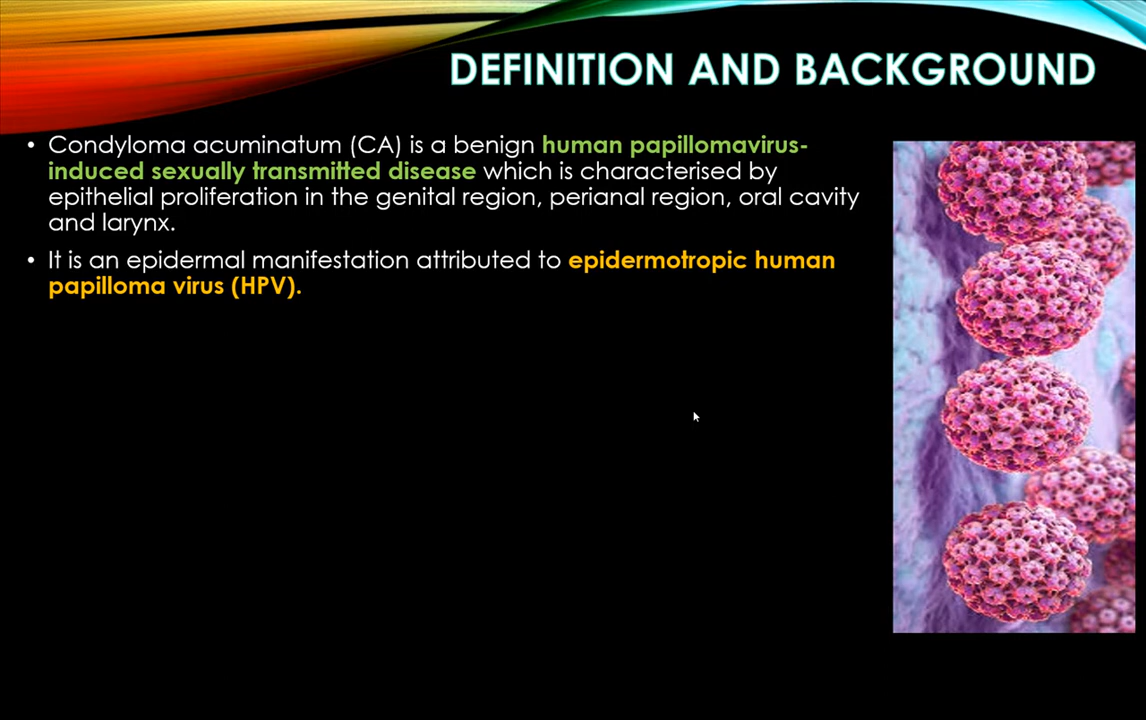 DEFINITION AND BACKGROUND
• Condyloma acuminatum (CA) is a benign human papillomavirus-
induced sexually transmitted disease which is characterised by
epithelial proliferation in the genital region, perianal region, oral cavity
and larynx.
• It is an epidermal manifestation attributed to epidermotropic human
papilloma virus (HPV).